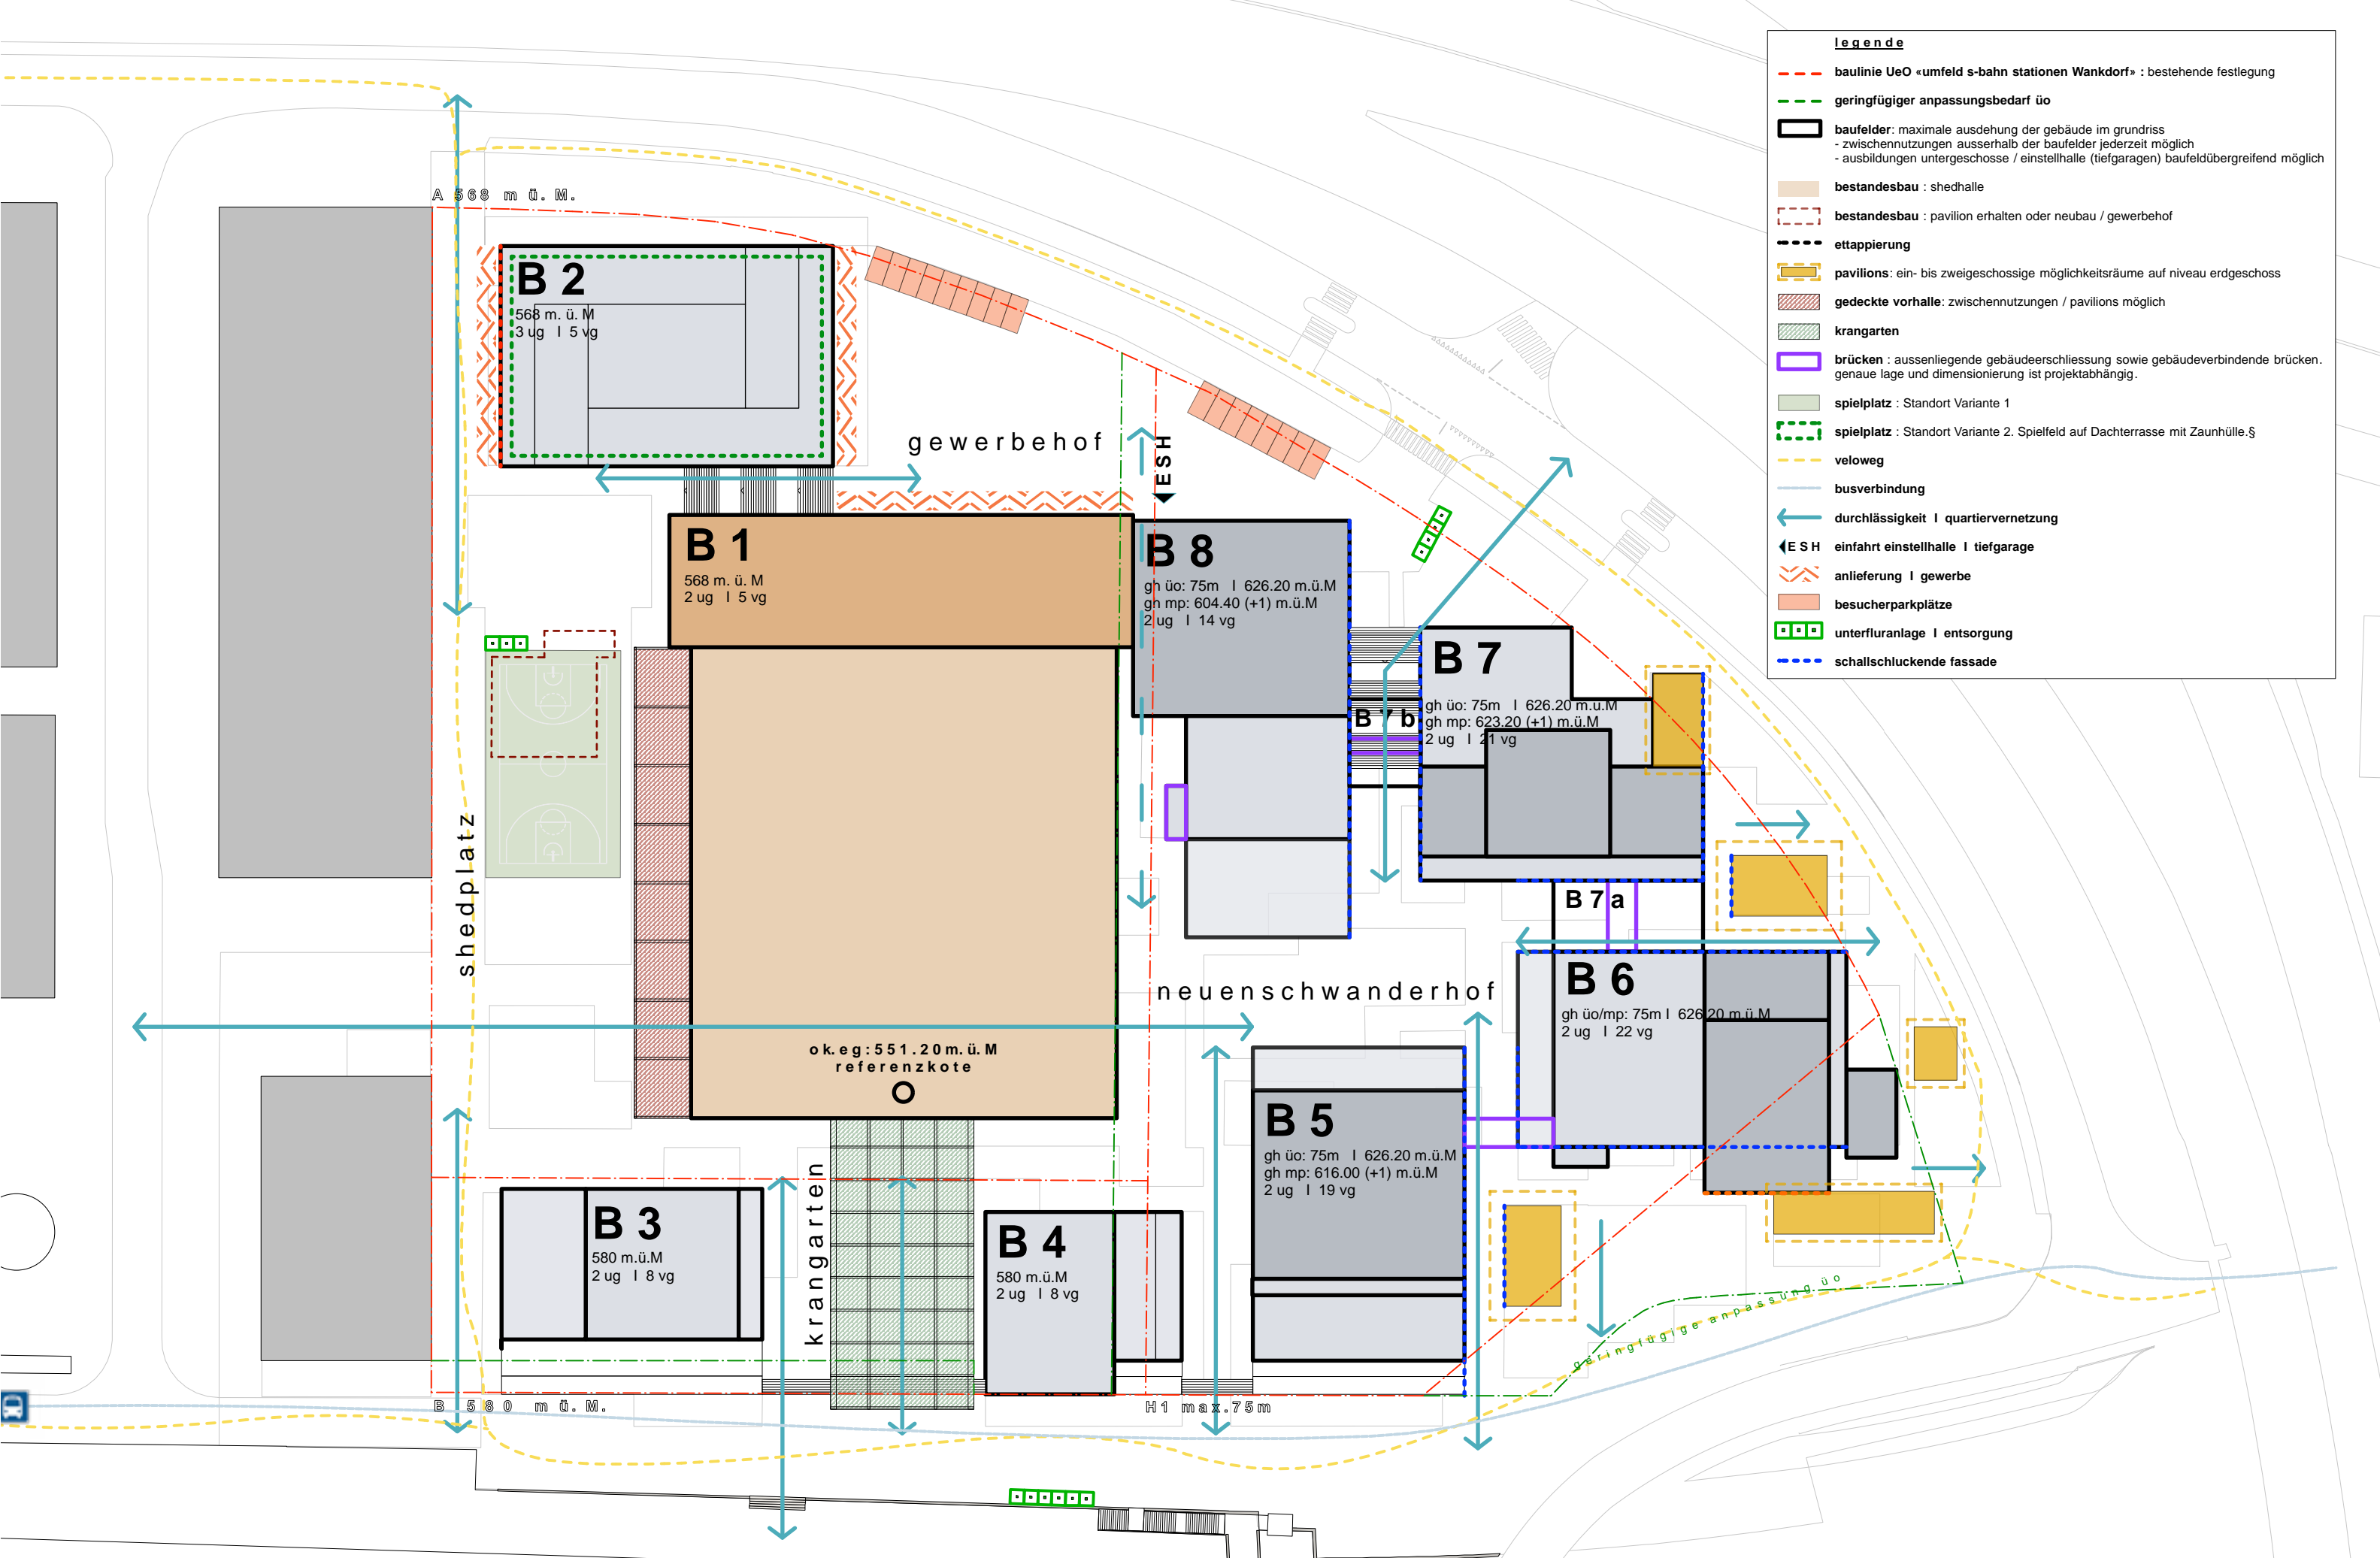 legende
baulinie UeO «umfeld s-bahn stationen Wankdorf» : bestehende festlegung
geringfügiger anpassungsbedarf üo
baufelder: maximale ausdehung der gebäude im grundriss
- zwischennutzungen ausserhalb der baufelder jederzeit möglich
- ausbildungen untergeschosse / einstellhalle (tiefgaragen) baufeldübergreifend möglich
bestandesbau : shedhalle
bestandesbau : pavilion erhalten oder neubau / gewerbehof
ettappierung
pavilions: ein- bis zweigeschossige möglichkeitsräume auf niveau erdgeschoss
gedeckte vorhalle: zwischennutzungen / pavilions möglich
krangarten
brücken : aussenliegende gebäudeerschliessung sowie gebäudeverbindende brücken.
genaue lage und dimensionierung ist projektabhängig.
spielplatz : Standort Variante 1
spielplatz : Standort Variante 2. Spielfeld auf Dachterrasse mit Zaunhülle.§
veloweg
busverbindung
durchlässigkeit I quartiervernetzung
ESH einfahrt einstellhalle I tiefgarage
anlieferung I gewerbe
besucherparkplätze
unterfluranlage I entsorgung
schallschluckende fassade
A 568 m ü. M.
B 2
568 m. ü. M
3 ug I 5 vg
gewerbehof
ESH
B 1
568 m. ü. M
2 ug I 5 vg
B 8
gh üo: 75m I 626.20 m.ü.M
gh mp: 604.40 (+1) m.ü.M
2 ug I 14 vg
B 7
gh üo: 75m I 626.20 m.ü.M
gh mp: 623.20 (+1) m.ü.M
2 ug I 21 vg
B 7 b
B 7 a
shedplatz
B 6
gh üo/mp: 75m I 626.20 m.ü.M
2 ug I 22 vg
neuenschwanderhof
ok.eg:551.20m.ü.M
referenzkote
B 5
gh üo: 75m I 626.20 m.ü.M
gh mp: 616.00 (+1) m.ü.M
2 ug I 19 vg
krangarten
B 3
580 m.ü.M
2 ug I 8 vg
B 4
580 m.ü.M
2 ug I 8 vg
geringfügige anpassung üo
B 580 m ü. M.
H1 max.75m